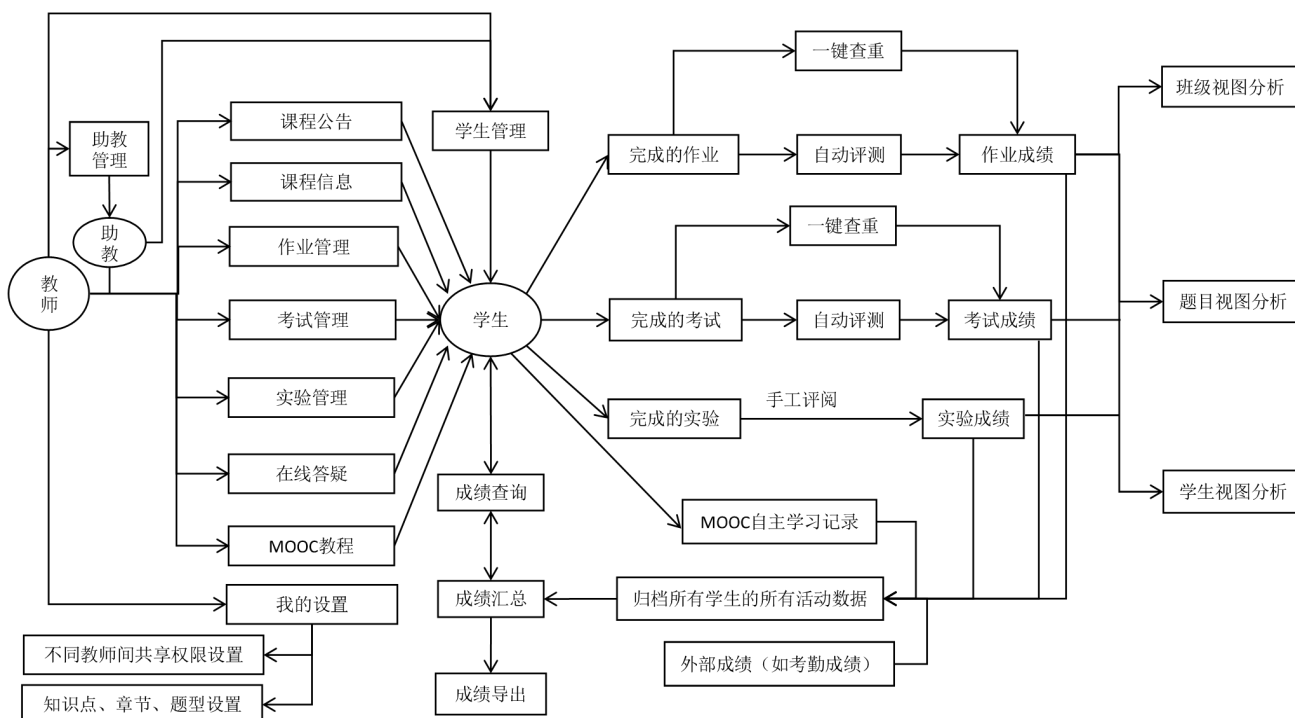 一键查重
班级视图分析
课程公告
学生管理
助教
管理
完成的作业
自动评测
作业成绩
课程信息
一键查重
助
教
作业管理
教
师
考试管理
学生
完成的考试
自动评测
考试成绩
题目视图分析
实验管理
完成的实验
手工评阅
实验成绩
在线答疑
成绩查询
学生视图分析
MOOC自主学习记录
MOOC教程
我的设置
成绩汇总
归档所有学生的所有活动数据
不同教师间共享权限设置
外部成绩（如考勤成绩）
知识点、章节、题型设置
成绩导出